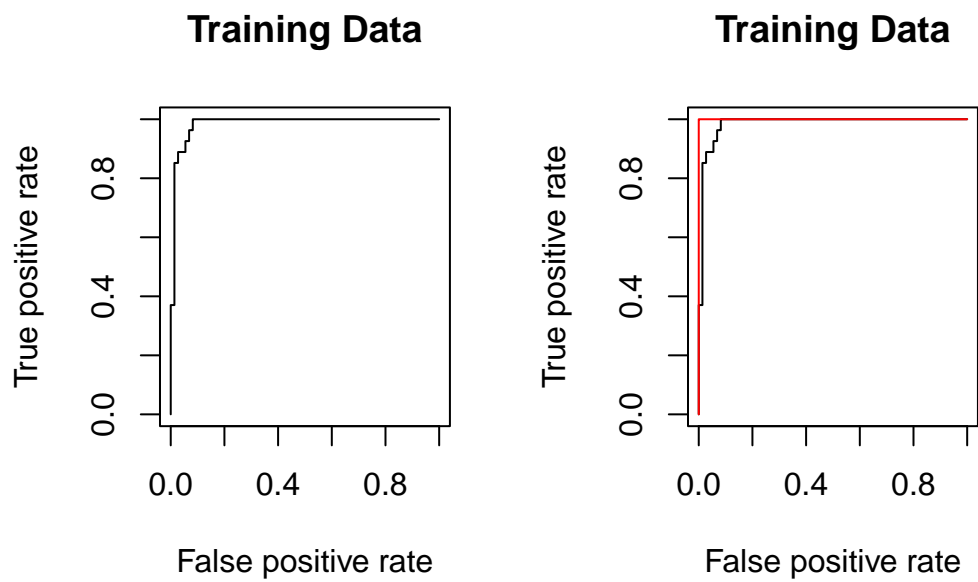 Training Data
True positive rate
0.8
0.4
0.0
0.0 0.4 0.8
False positive rate
Training Data
True positive rate
0.8
0.4
0.0
0.0 0.4 0.8
False positive rate